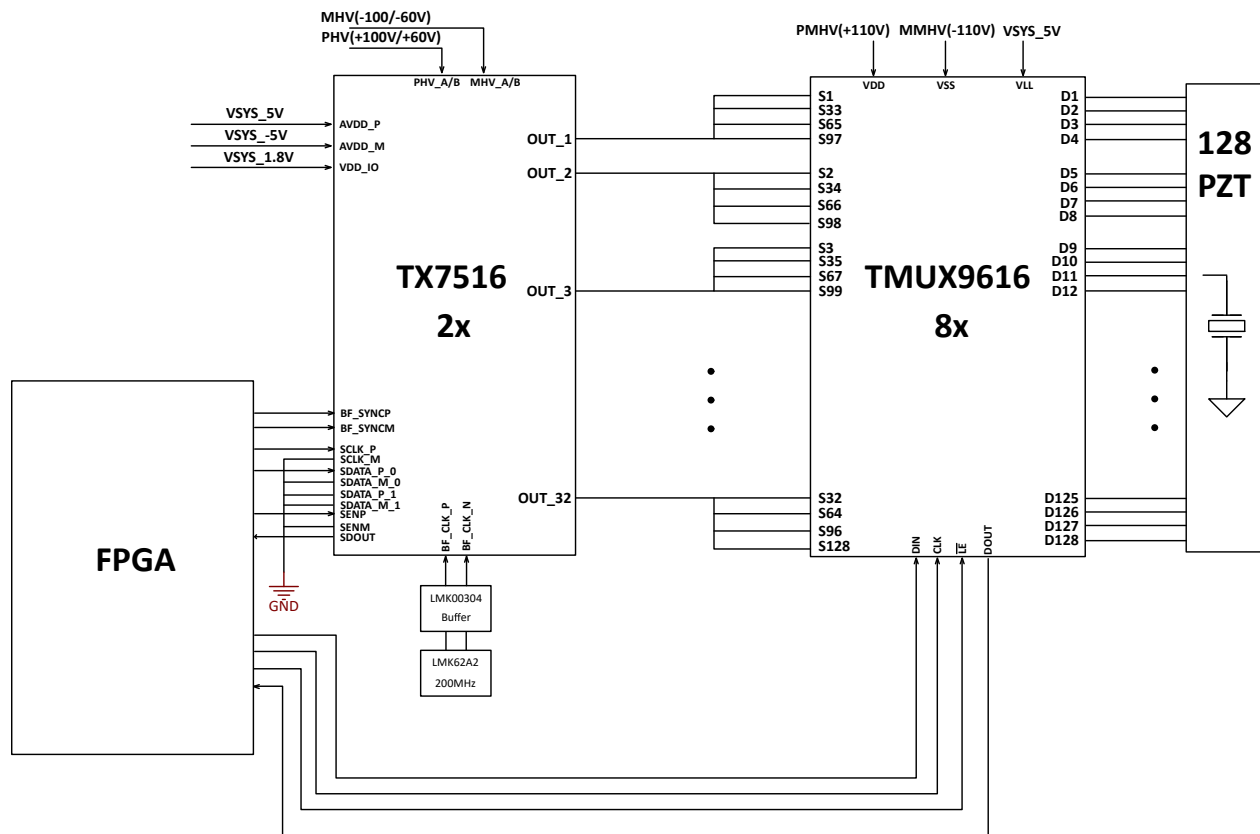 MHV(-100/-60V)
PHV(+100V/+60V)
PMHV(+110V) MMHV(-110V) VSYS_5V
PHV_A/B MHV_A/B
VDD VSS VLL
VSYS_5V
AVDD_P
VSYS_-5V
AVDD_M
VSYS_1.8V
VDD_IO
OUT_1
OUT_2
OUT_3
OUT_32
TX7516
2x
S1
S33
S65
S97
S2
S34
S66
S98
S3
S35
S67
S99
S32
S64
S96
S128
TMUX9616
8x
D1
D2
D3
D4
D5
D6
D7
D8
D9
D10
D11
D12
D125
D126
D127
D128
128
PZT
FPGA
BF_SYNCP
BF_SYNCM
SCLK_P
SCLK_M
SDATA_P_0
SDATA_M_0
SDATA_P_1
SDATA_M_1
SENP
SENM
SDOUT
GND
BF_CLK_P
BF_CLK_N
LMK00304
Buffer
LMK62A2
200MHz
DIN
CLK
LE
DOUT